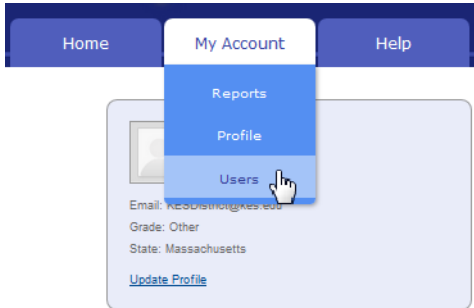 Home My Account Help
Reports
Profile
Users
Email: KESDistrict@kes.edu
Grade: Other
State: Massachusetts
Update Profile